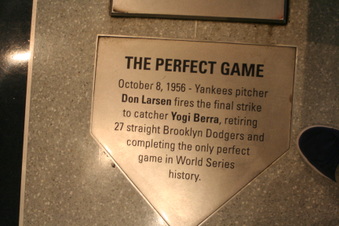 THE PERFECT GAME
October 8, 1956 - Yankees pitcher
Don Larsen fires the final strike
to catcher Yogi Berra, retiring
27 straight Brooklyn Dodgers and
completing the only perfect
game in World Series
history.